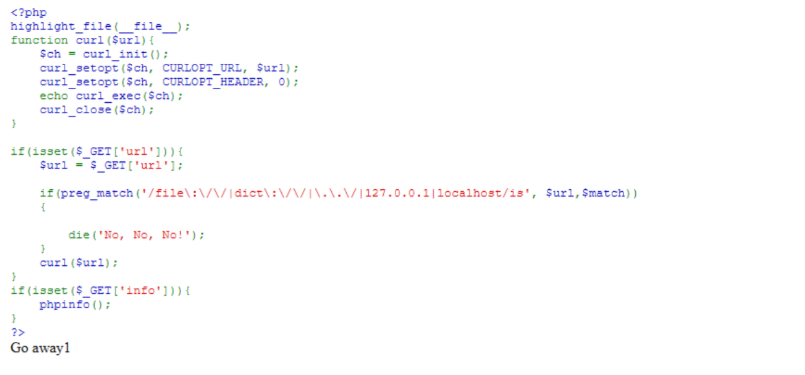 <?php
highlight_file(__file__);
function curl($url){
    $ch = curl_init();
    curl_setopt($ch, CURLOPT_URL, $url);
    curl_setopt($ch, CURLOPT_HEADER, 0);
    echo curl_exec($ch);
    curl_close($ch);
}

if(isset($_GET['url'])){
    $url = $_GET['url'];

    if(preg_match('/file\:\/\/|dict\:\/\/|\.\.\/|127.0.0.1|localhost/is', $url,$match))
    {

        die('No, No, No!');
    }
    curl($url);
}
if(isset($_GET['info'])){
    phpinfo();
}
?>
Go away1